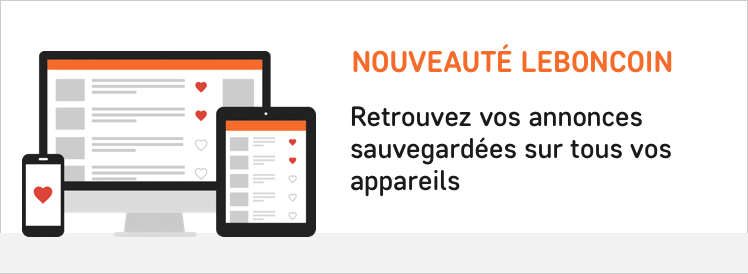 NOUVEAUTÉ LEBONCOIN
Retrouvez vos annonces
sauvegardées sur tous vos
appareils